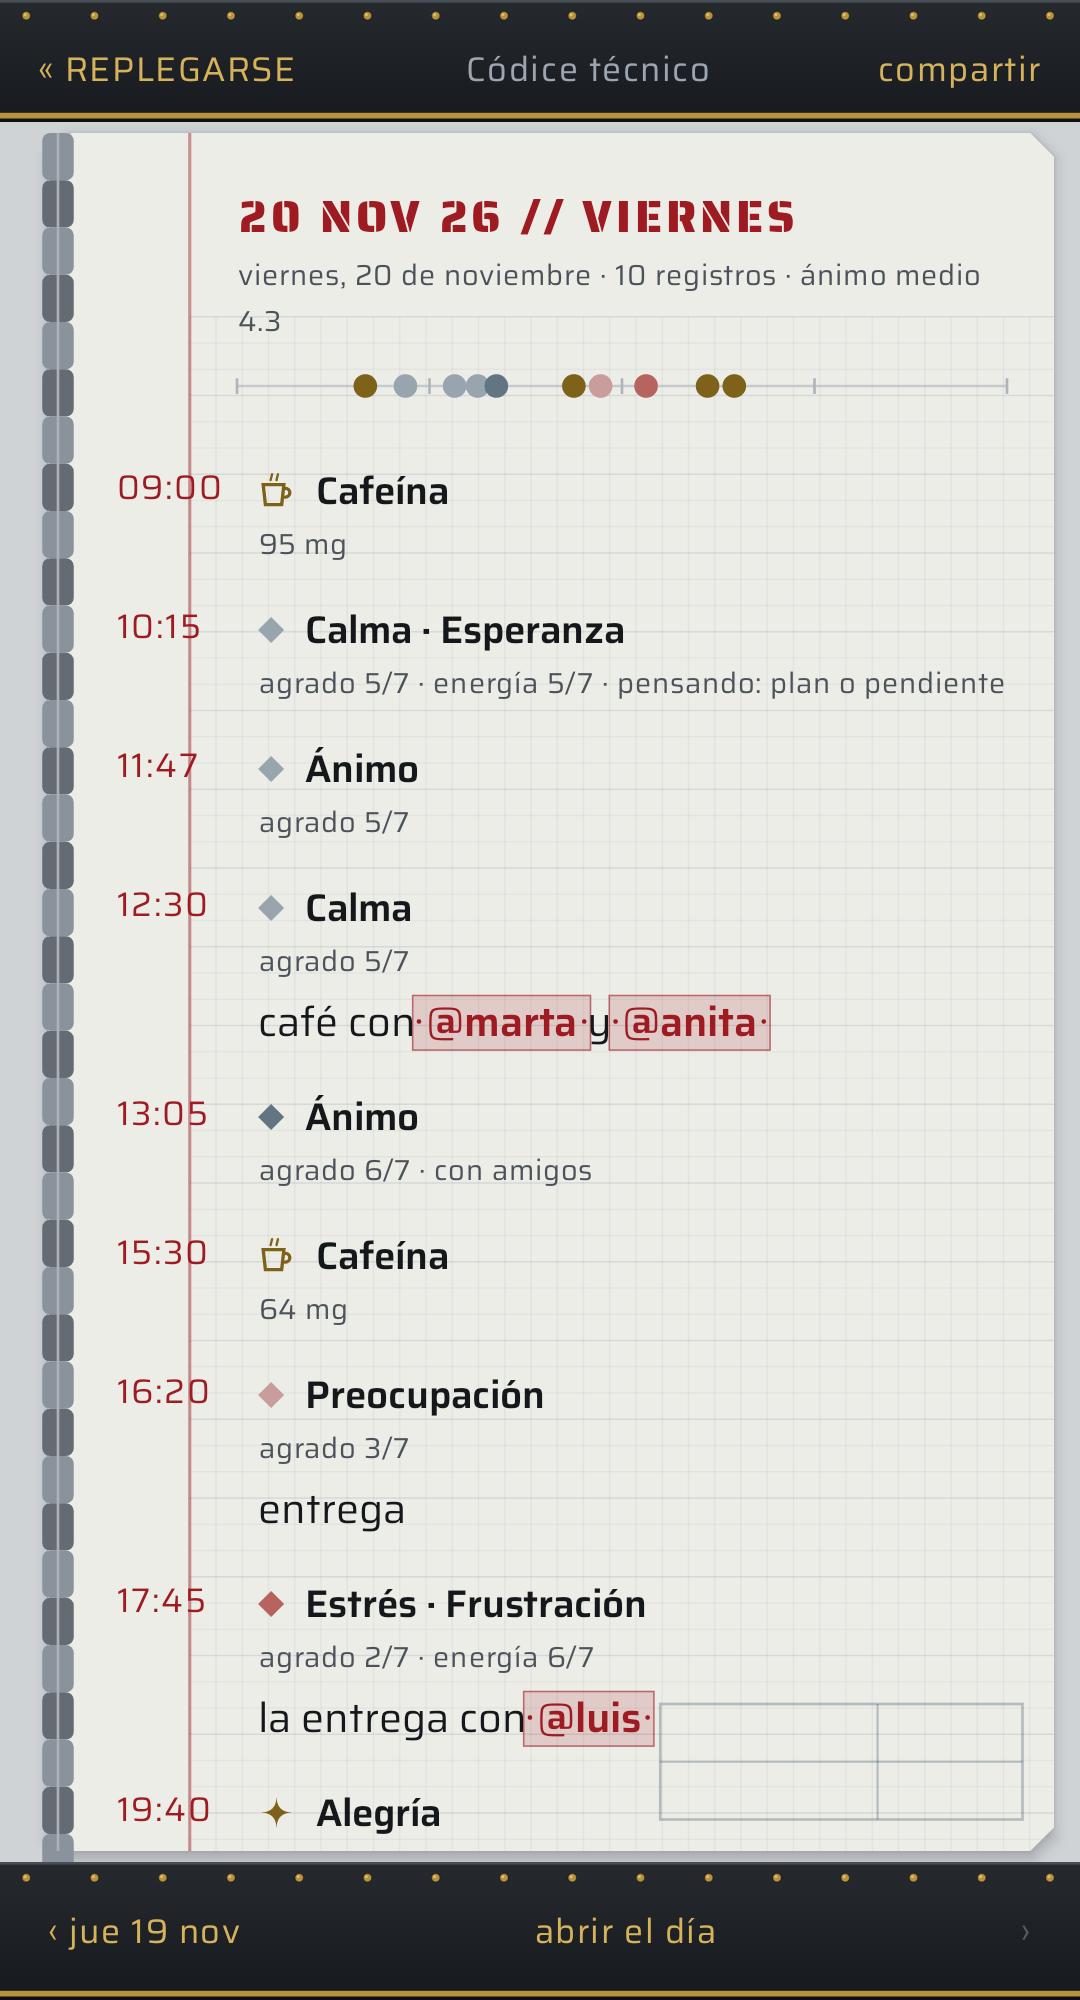 « REPLEGARSE
Códice técnico
compartir
20 NOV 26 // VIERNES
viernes, 20 de noviembre · 10 registros · ánimo medio
4.3
09:00 Cafeína
95 mg
10:15 Calma · Esperanza
agrado 5/7 · energía 5/7 · pensando: plan o pendiente
11:47 Ánimo
agrado 5/7
12:30 Calma
agrado 5/7
café con · @marta · y · @anita ·
13:05 Ánimo
agrado 6/7 · con amigos
15:30 Cafeína
64 mg
16:20 Preocupación
agrado 3/7
entrega
17:45 Estrés · Frustración
agrado 2/7 · energía 6/7
la entrega con · @luis ·
19:40 Alegría
‹ jue 19 nov
abrir el día
›